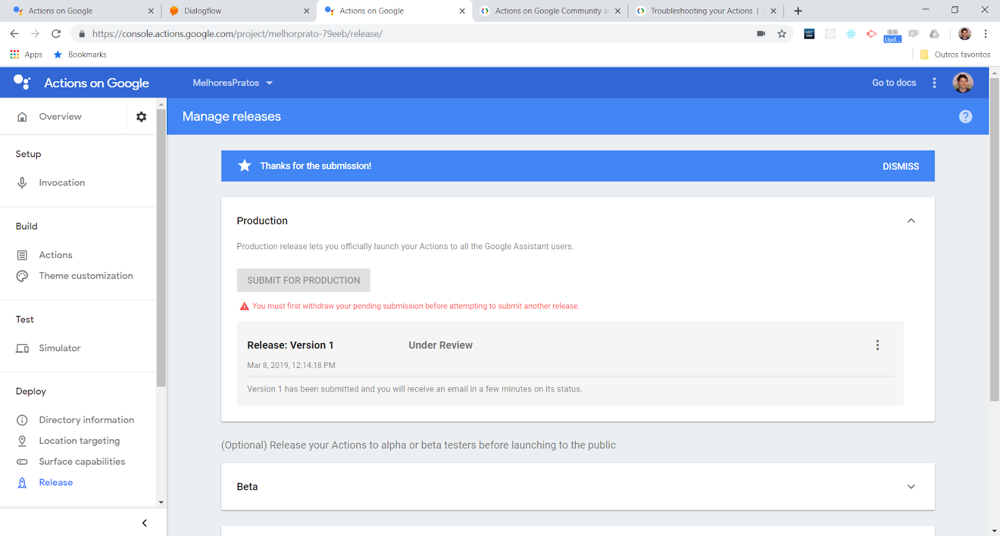 Actions on Google
Dialogflow
Actions on Google
Actions on Google Community a
Troubleshooting your Actions |
https://console.actions.google.com/project/melhorprato-79eeb/release/
Upd...
Apps
Bookmarks
Outros favoritos
Actions on Google
MelhoresPratos
Go to docs
Overview
Manage releases
Setup
Invocation
Build
Actions
Theme customization
Test
Simulator
Deploy
Directory information
Location targeting
Surface capabilities
Release
Thanks for the submission!
DISMISS
Production
Production release lets you officially launch your Actions to all the Google Assistant users.
SUBMIT FOR PRODUCTION
You must first withdraw your pending submission before attempting to submit another release.
Release: Version 1
Under Review
Mar 8, 2019, 12:14:18 PM
Version 1 has been submitted and you will receive an email in a few minutes on its status.
(Optional) Release your Actions to alpha or beta testers before launching to the public
Beta